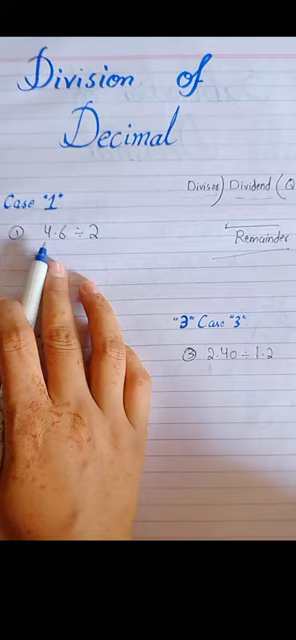 Division of
Decimal
Divisor) Dividend (Q
Remainder
Case "1"
① 4.6 ÷ 2
"3" Case "3"
③ 2.40 ÷ 1.2